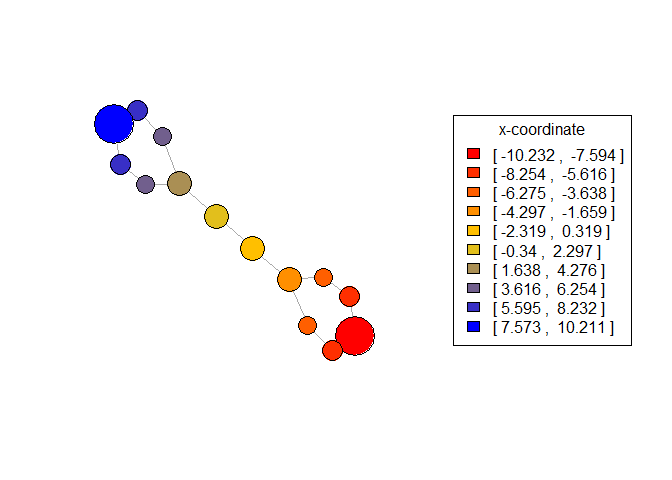 x-coordinate
[ -10.232 , -7.594 ]
[ -8.254 , -5.616 ]
[ -6.275 , -3.638 ]
[ -4.297 , -1.659 ]
[ -2.319 , 0.319 ]
[ -0.34 , 2.297 ]
[ 1.638 , 4.276 ]
[ 3.616 , 6.254 ]
[ 5.595 , 8.232 ]
[ 7.573 , 10.211 ]